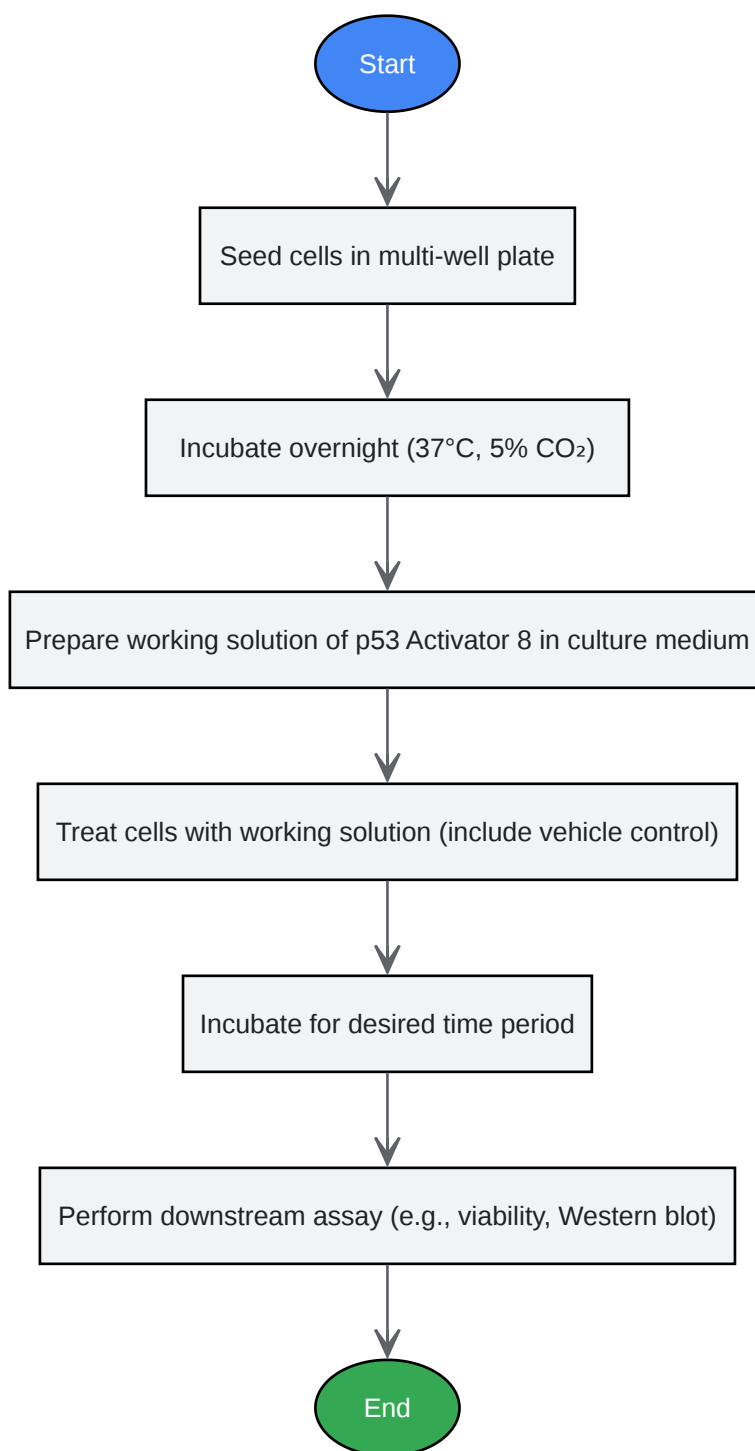 Start
Seed cells in multi-well plate
Incubate overnight (37°C, 5% CO₂)
Prepare working solution of p53 Activator 8 in culture medium
Treat cells with working solution (include vehicle control)
Incubate for desired time period
Perform downstream assay (e.g., viability, Western blot)
End